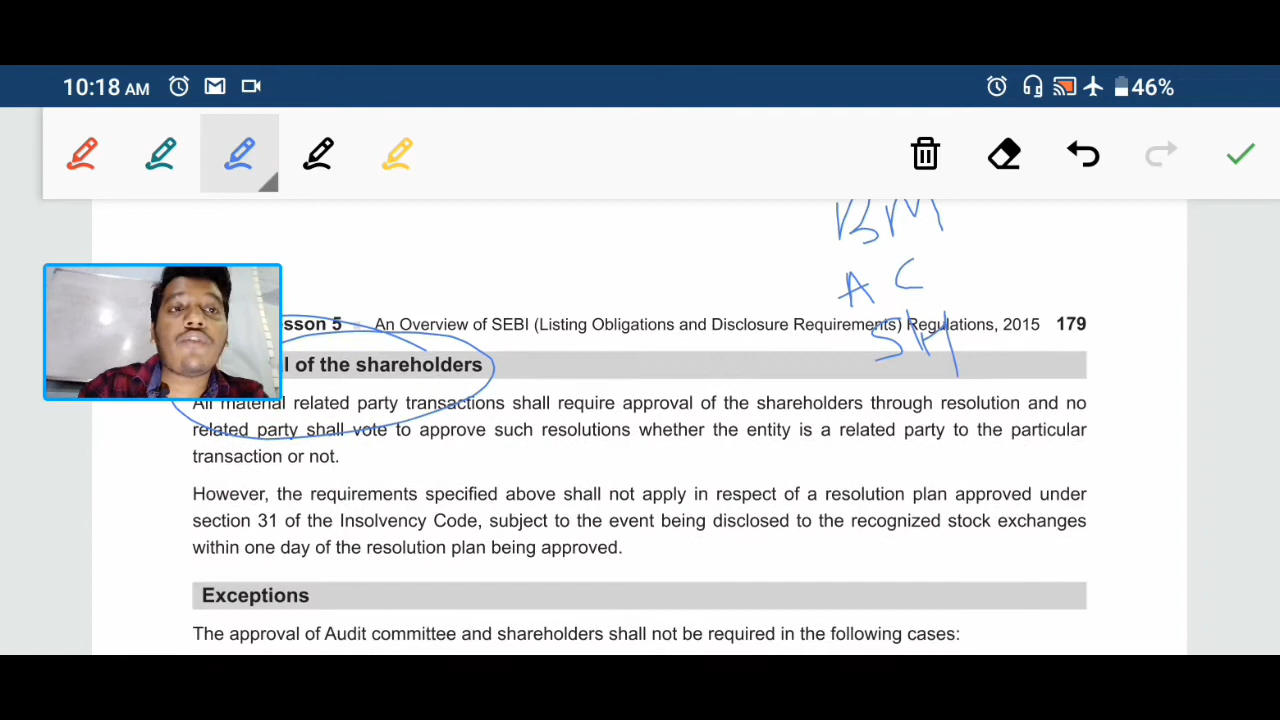 10:18 AM 46%
BM
A C
SH
sson 5 An Overview of SEBI (Listing Obligations and Disclosure Requirements) Regulations, 2015 179
l of the shareholders
All material related party transactions shall require approval of the shareholders through resolution and no
related party shall vote to approve such resolutions whether the entity is a related party to the particular
transaction or not.
However, the requirements specified above shall not apply in respect of a resolution plan approved under
section 31 of the Insolvency Code, subject to the event being disclosed to the recognized stock exchanges
within one day of the resolution plan being approved.
Exceptions
The approval of Audit committee and shareholders shall not be required in the following cases: